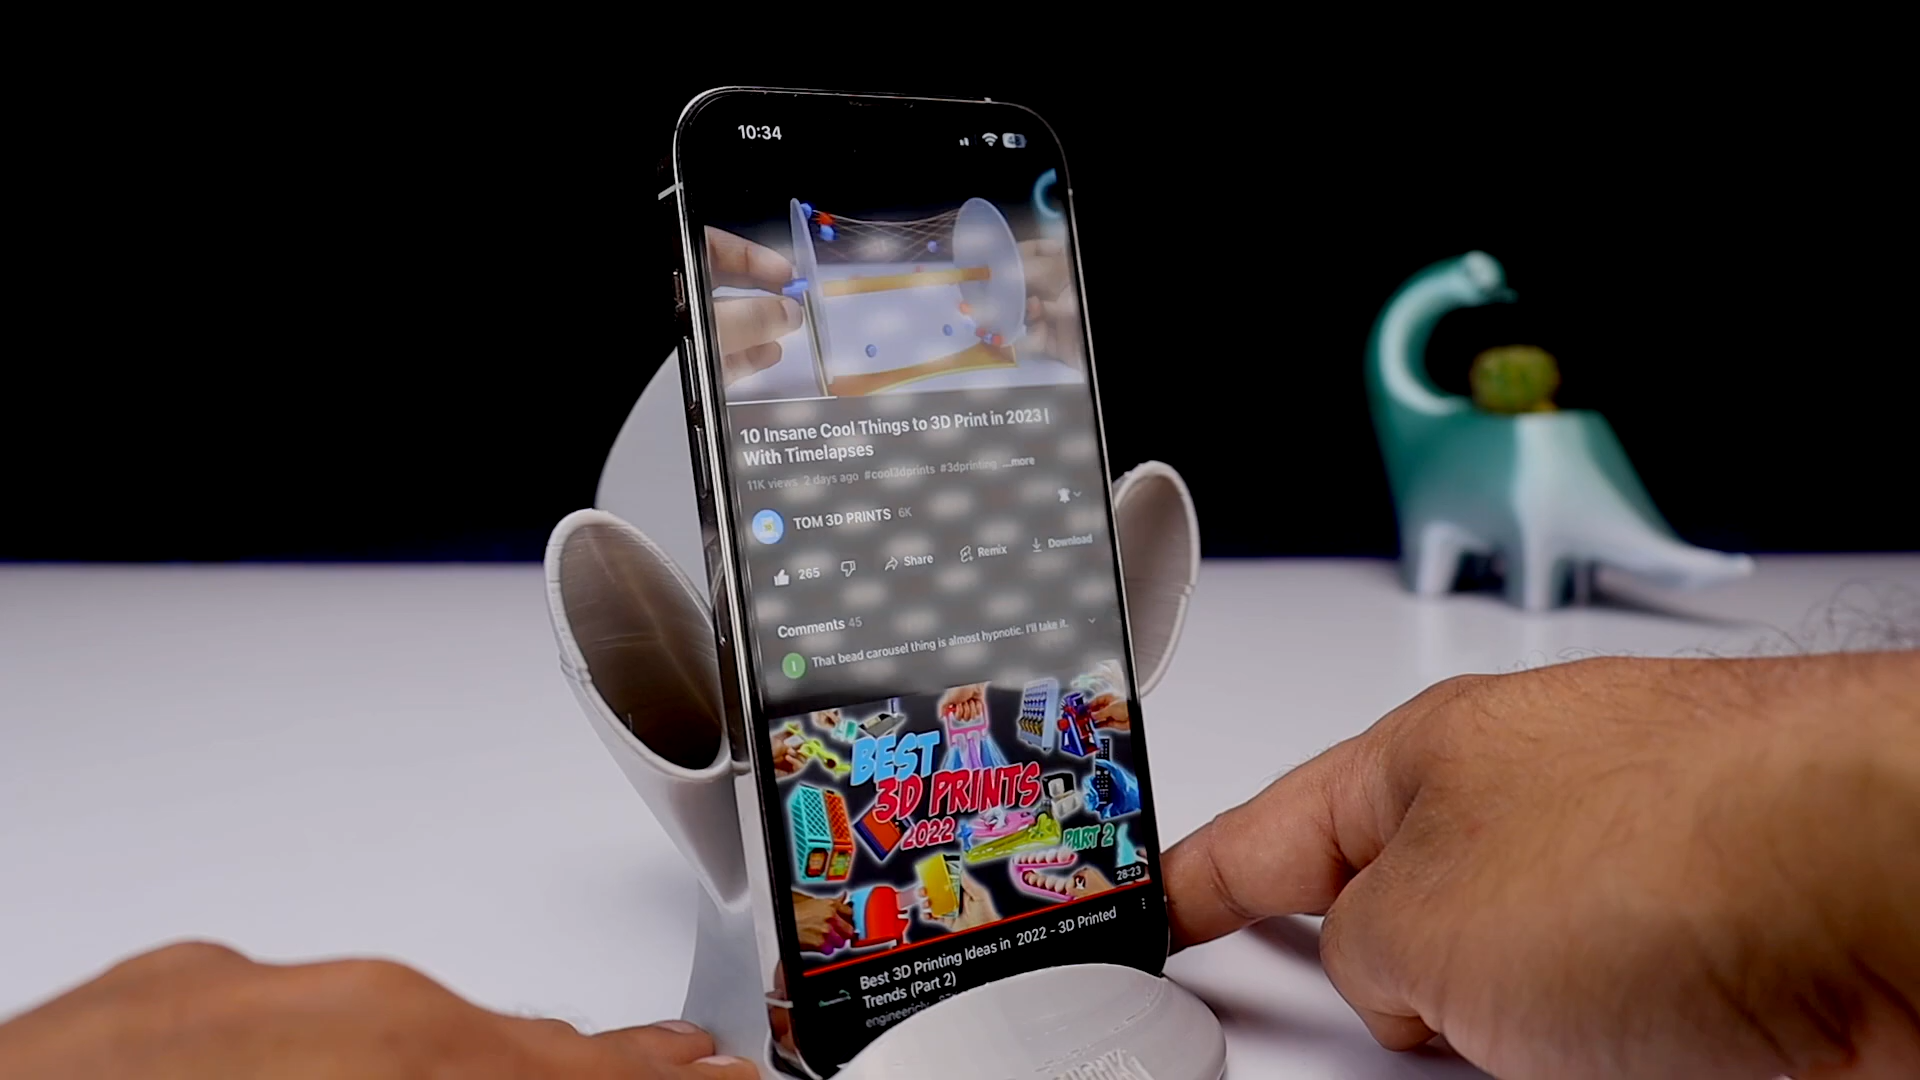 10:34
48
10 Insane Cool Things to 3D Print in 2023 |
With Timelapses
11K views 2 days ago #cool3dprints #3dprinting ...more
TOM 3D PRINTS 6K
265 Share Remix Download
Comments 45
I That bead carousel thing is almost hypnotic. I'll take it.
BEST
3D PRINTS
2022
PART 2
28:23
Best 3D Printing Ideas in 2022 - 3D Printed
Trends (Part 2)